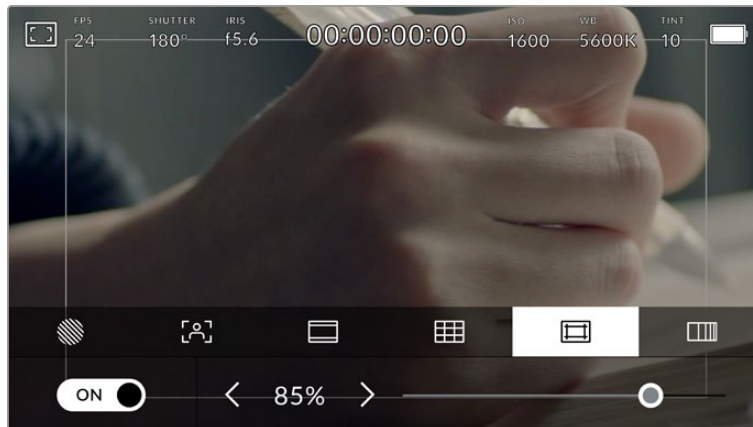 FPS SHUTTER IRIS ISO WB TINT
24 180° f5.6 00:00:00:00 1600 5600K 10
ON 85%